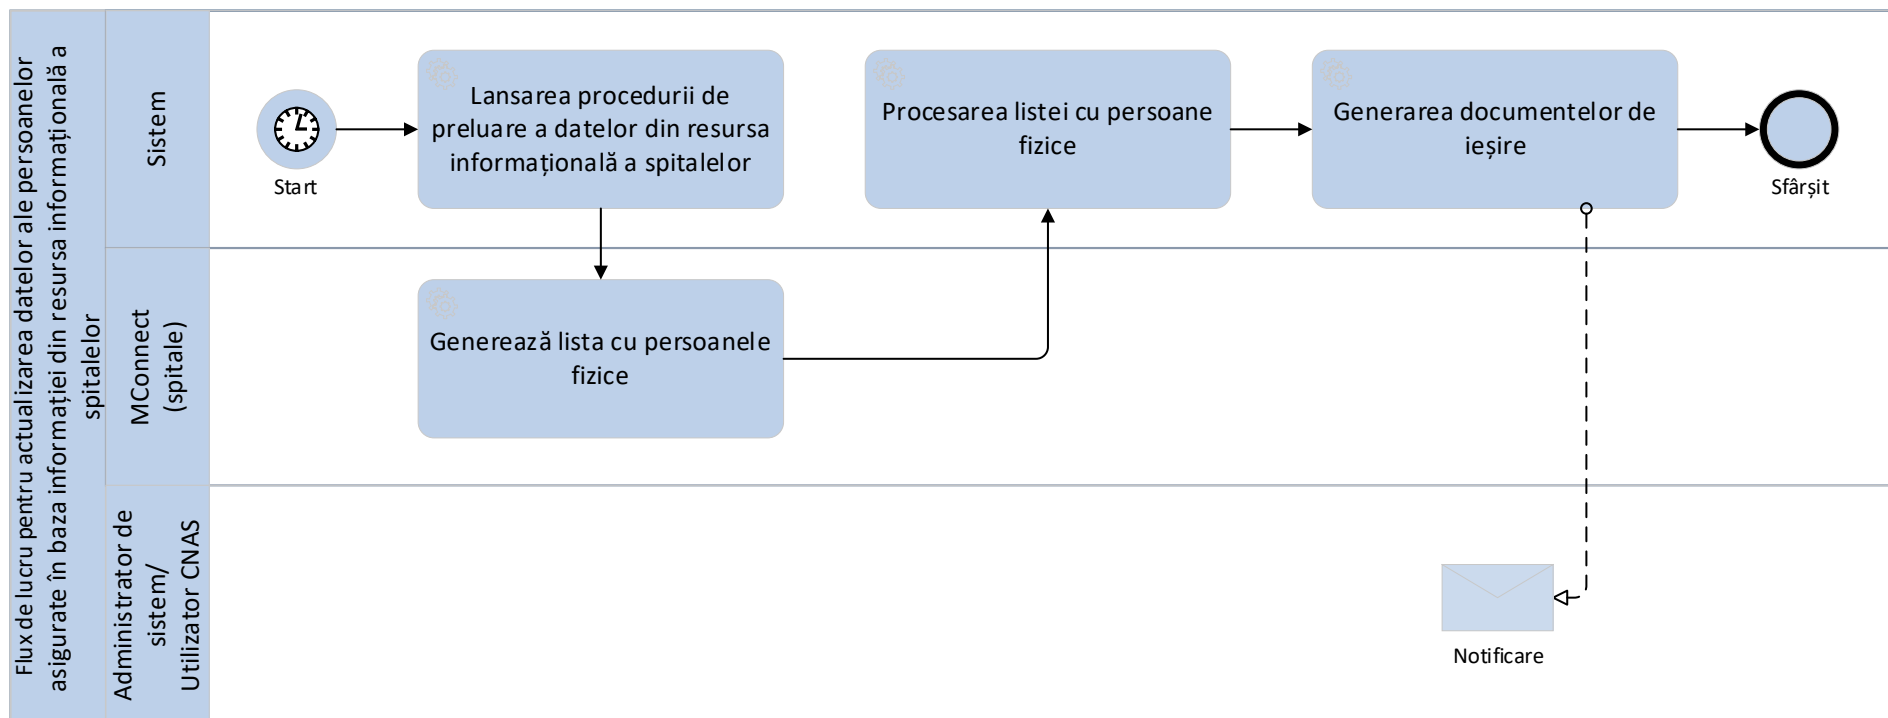 Flux de lucru pentru actualizarea datelor ale persoanelor
asigurate în baza informației din resursa informațională a
spitalelor
Sistem
Start
Lansarea procedurii de
preluare a datelor din resursa
informațională a spitalelor
Procesarea listei cu persoane
fizice
Generarea documentelor de
ieșire
Sfârșit
MConnect
(spitale)
Generează lista cu persoanele
fizice
Administrator de
sistem/
Utilizator CNAS
Notificare